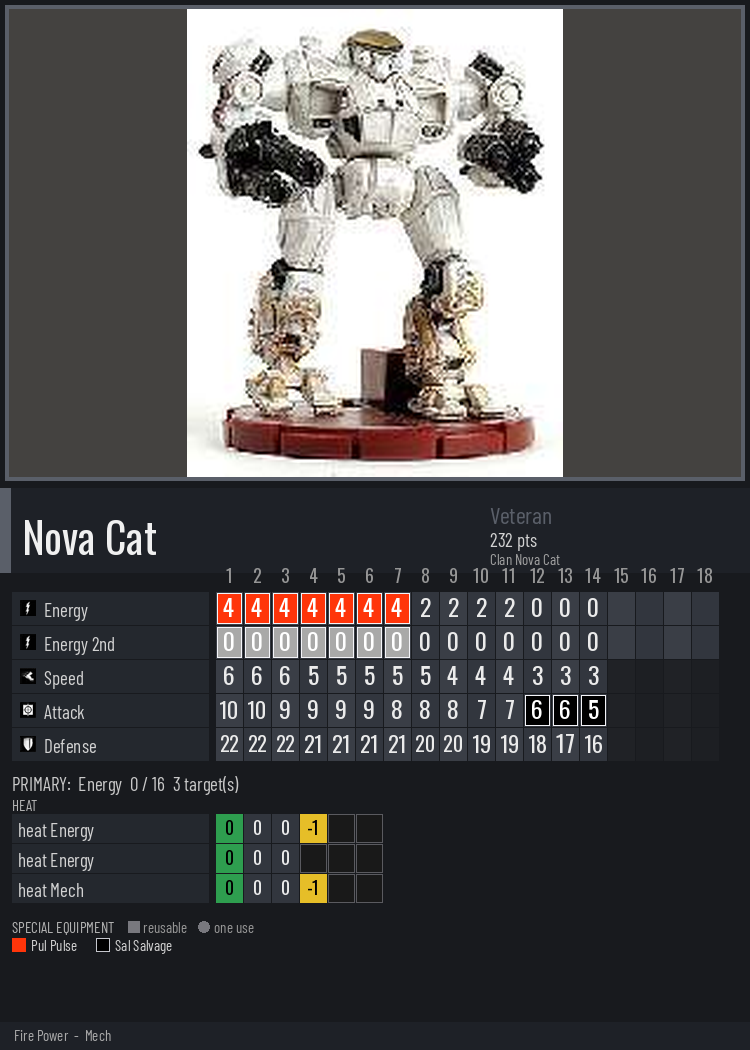 Nova Cat
Veteran
232 pts
Clan Nova Cat
1 2 3 4 5 6 7 8 9 10 11 12 13 14 15 16 17 18
Energy 4 4 4 4 4 4 4 2 2 2 2 0 0 0
Energy 2nd 0 0 0 0 0 0 0 0 0 0 0 0 0 0
Speed 6 6 6 5 5 5 5 5 4 4 4 3 3 3
Attack 10 10 9 9 9 9 8 8 8 7 7 6 6 5
Defense 22 22 22 21 21 21 21 20 20 19 19 18 17 16
PRIMARY: Energy 0 / 16 3 target(s)
HEAT
heat Energy 0 0 0 -1
heat Energy 0 0 0
heat Mech 0 0 0 -1
SPECIAL EQUIPMENT reusable one use
Pul Pulse Sal Salvage
Fire Power - Mech